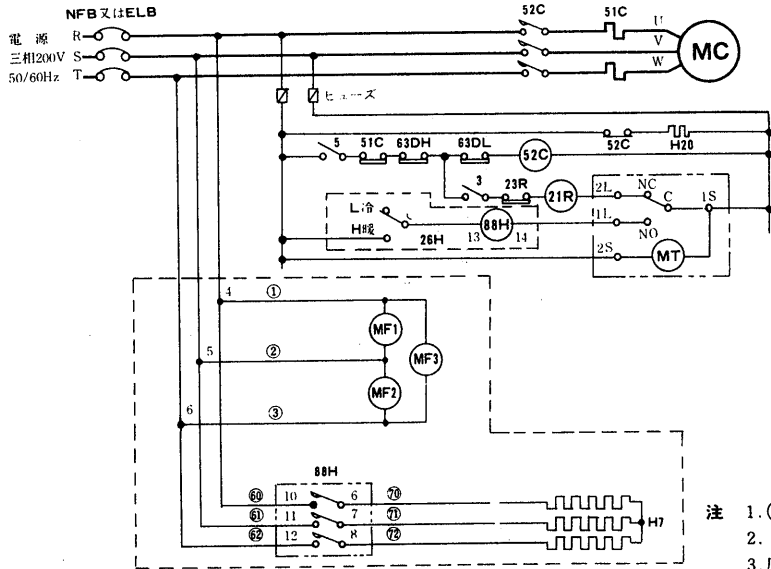 NFB又はELB
52C 51C
電源 R U
三相200V S V MC
50/60Hz T W
ヒューズ
52C H20
5 51C 63DH 63DL 52C
3 23R 21R 2L NC C 1S
L冷
H暖 26H 13 88H 14 1L NO
2S MT
4 ①
MF1
5 ② MF3
MF2
6 ③
88H
60 10 6 70
61 11 7 71 H7
62 12 8 72
注 1.(
2.
3.